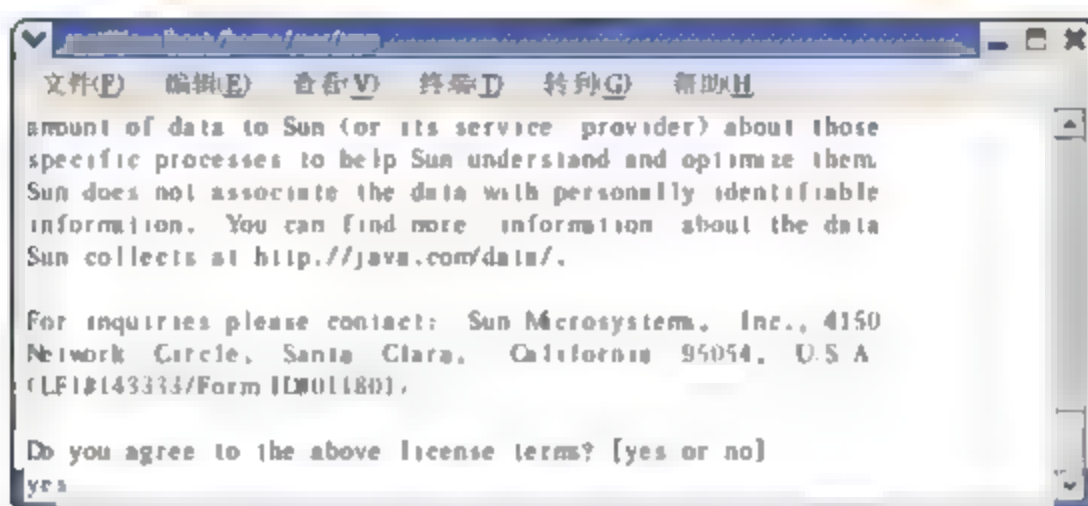 文件(F) 编辑(E) 查看(V) 终端(T) 转到(G) 帮助(H)
amount of data to Sun (or its service provider) about those
specific processes to help Sun understand and optimize them.
Sun does not associate the data with personally identifiable
information. You can find more information about the data
Sun collects at http://java.com/data/.
For inquiries please contact: Sun Microsystems, Inc., 4150
Network Circle, Santa Clara, California 95054, U.S.A
(LFI#143333/Form ID#011801).
Do you agree to the above license terms? [yes or no]
yes